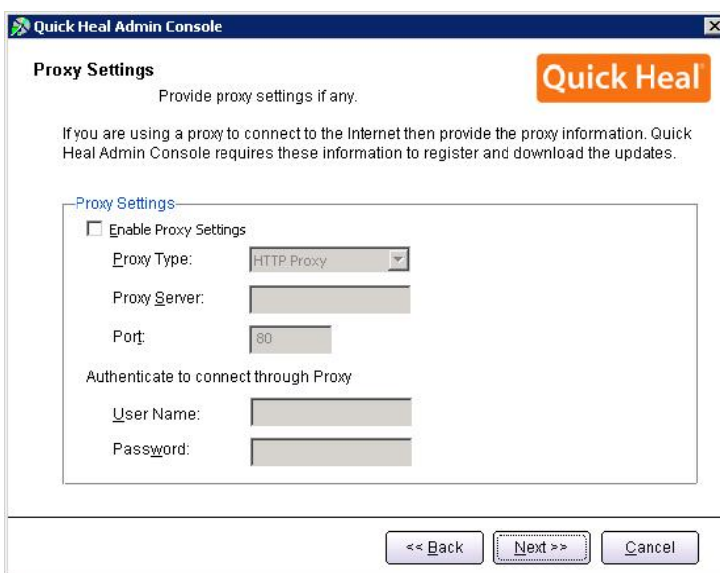 Quick Heal Admin Console
Proxy Settings
Provide proxy settings if any.
Quick Heal
If you are using a proxy to connect to the Internet then provide the proxy information. Quick
Heal Admin Console requires these information to register and download the updates.
Proxy Settings
Enable Proxy Settings
Proxy Type: HTTP Proxy
Proxy Server:
Port: 80
Authenticate to connect through Proxy
User Name:
Password:
<< Back Next >> Cancel